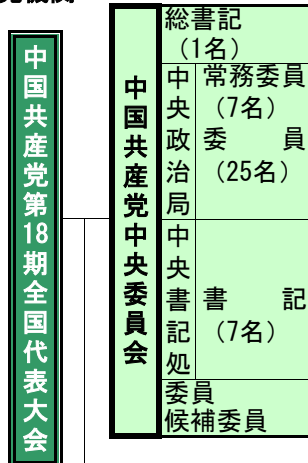 中国共産党第18期全国代表大会
中国共産党中央委員会
総書記
(1名)
中央政治局
常務委員
(7名)
委員
(25名)
中央書記処
書記
(7名)
委員
候補委員